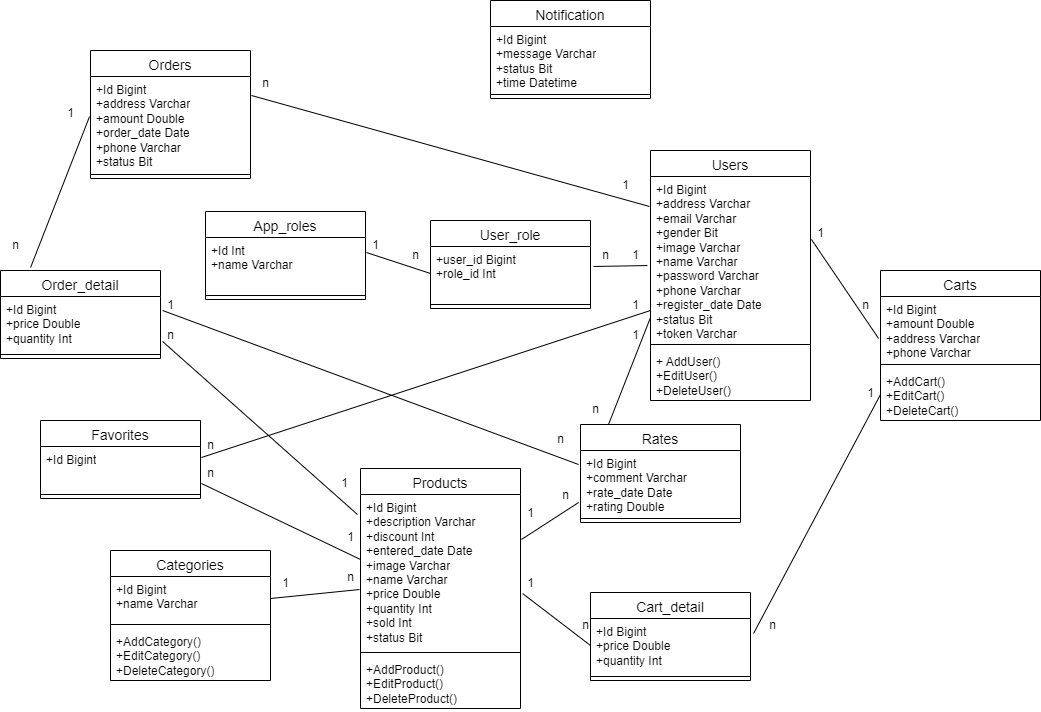 Notification
+Id Bigint
+message Varchar
+status Bit
+time Datetime
Orders
+Id Bigint
+address Varchar
+amount Double
+order_date Date
+phone Varchar
+status Bit
n
1
1
n
Users
+Id Bigint
+address Varchar
+email Varchar
+gender Bit
+image Varchar
+name Varchar
+password Varchar
+phone Varchar
+register_date Date
+status Bit
+token Varchar
+ AddUser()
+EditUser()
+DeleteUser()
App_roles
+Id Int
+name Varchar
1
n
User_role
+user_id Bigint
+role_id Int
n
1
1
1
1
n
Carts
+Id Bigint
+amount Double
+address Varchar
+phone Varchar
+AddCart()
+EditCart()
+DeleteCart()
1
Order_detail
+Id Bigint
+price Double
+quantity Int
1
n
Favorites
+Id Bigint
n
n
n
n
Rates
+Id Bigint
+comment Varchar
+rate_date Date
+rating Double
n
1
1
1
Products
+Id Bigint
+description Varchar
+discount Int
+entered_date Date
+image Varchar
+name Varchar
+price Double
+quantity Int
+sold Int
+status Bit
+AddProduct()
+EditProduct()
+DeleteProduct()
Categories
+Id Bigint
+name Varchar
+AddCategory()
+EditCategory()
+DeleteCategory()
1
n
1
n
Cart_detail
+Id Bigint
+price Double
+quantity Int
n